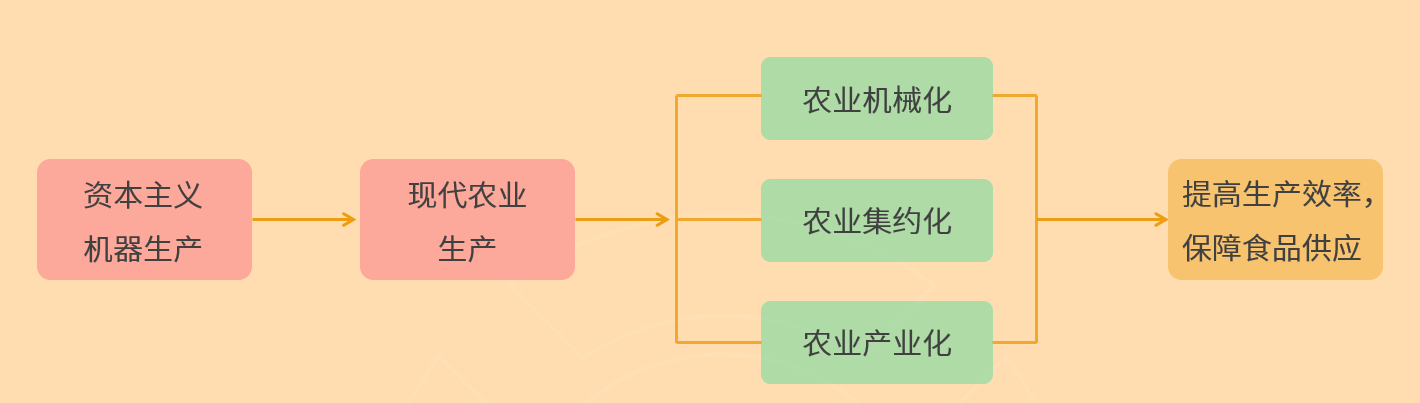 资本主义
机器生产
现代农业
生产
农业机械化
农业集约化
农业产业化
提高生产效率，
保障食品供应